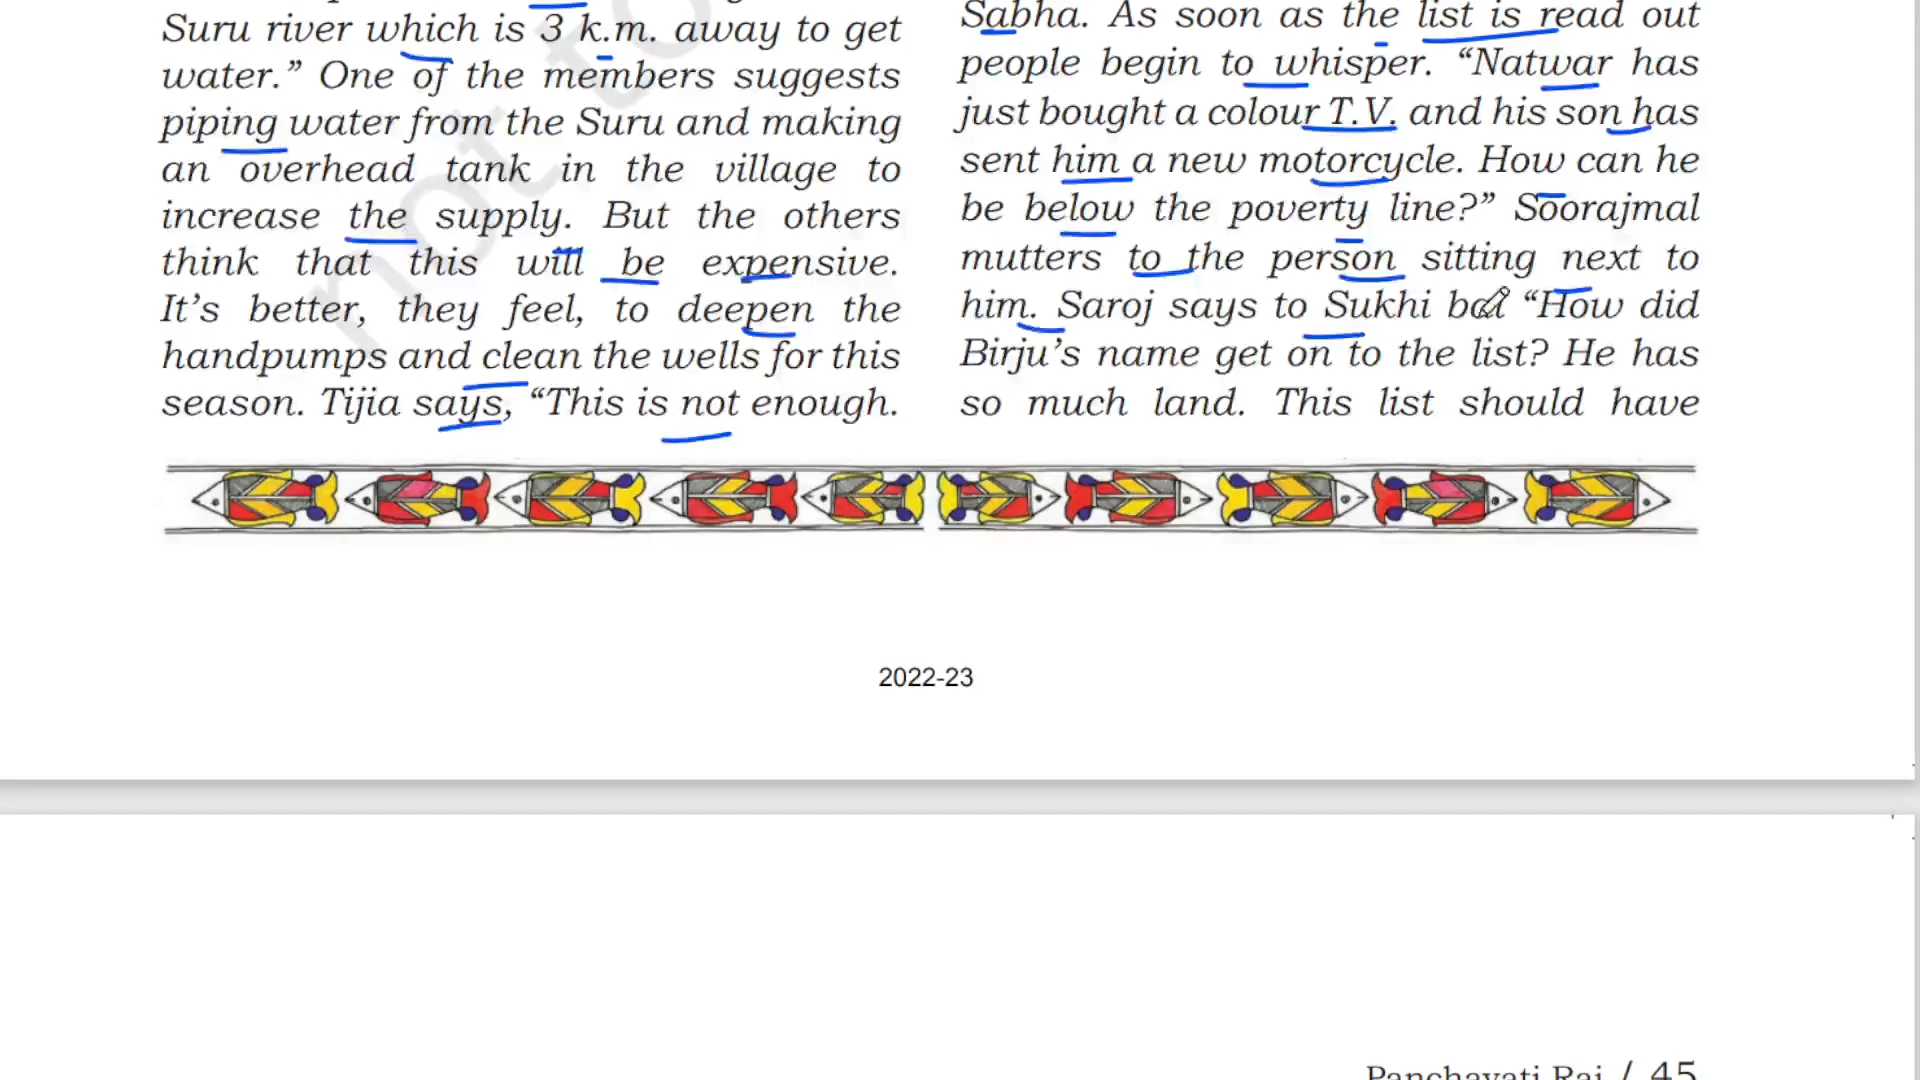 Suru river which is 3 k.m. away to get
water.” One of the members suggests
piping water from the Suru and making
an overhead tank in the village to
increase the supply. But the others
think that this will be expensive.
It’s better, they feel, to deepen the
handpumps and clean the wells for this
season. Tijia says, “This is not enough.
Sabha. As soon as the list is read out
people begin to whisper. “Natwar has
just bought a colour T.V. and his son has
sent him a new motorcycle. How can he
be below the poverty line?” Soorajmal
mutters to the person sitting next to
him. Saroj says to Sukhi bai “How did
Birju’s name get on to the list? He has
so much land. This list should have
not to
2022-23
Panchayati Raj / 45